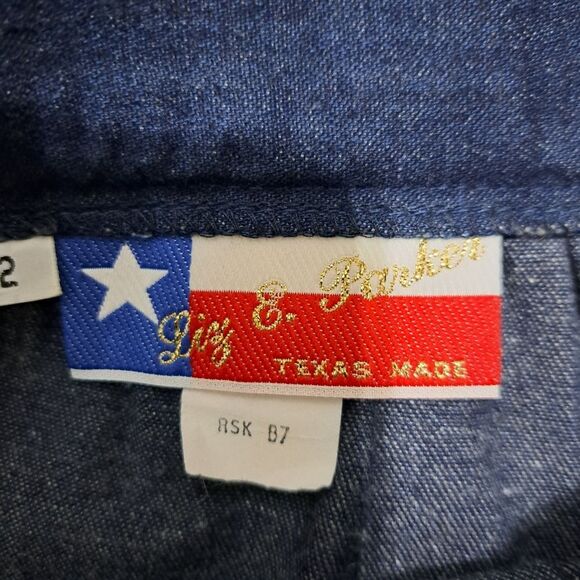 2
Liz E. Parker
TEXAS MADE
RSK B7